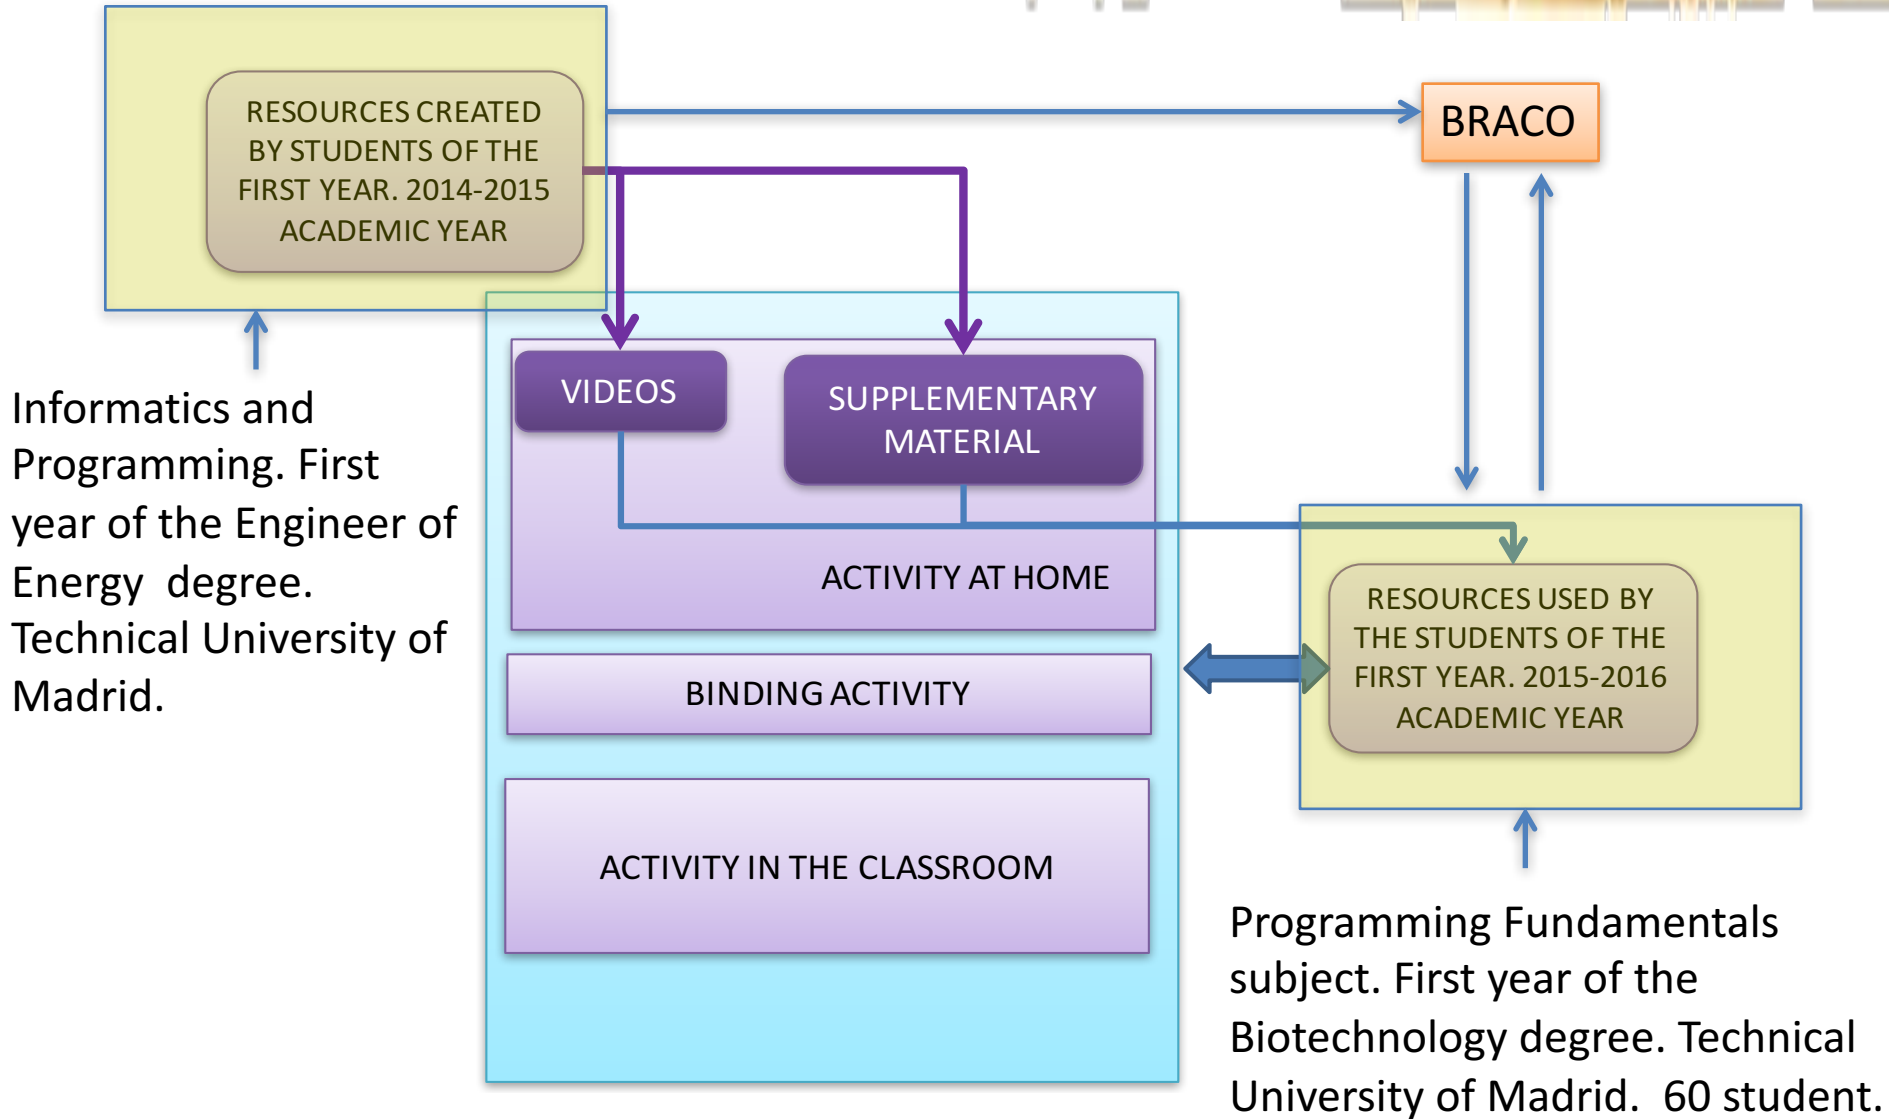 RESOURCES CREATED
BY STUDENTS OF THE
FIRST YEAR. 2014-2015
ACADEMIC YEAR
BRACO
Informatics and
Programming. First
year of the Engineer of
Energy degree.
Technical University of
Madrid.
VIDEOS
SUPPLEMENTARY
MATERIAL
ACTIVITY AT HOME
BINDING ACTIVITY
ACTIVITY IN THE CLASSROOM
RESOURCES USED BY
THE STUDENTS OF THE
FIRST YEAR. 2015-2016
ACADEMIC YEAR
Programming Fundamentals
subject. First year of the
Biotechnology degree. Technical
University of Madrid. 60 student.